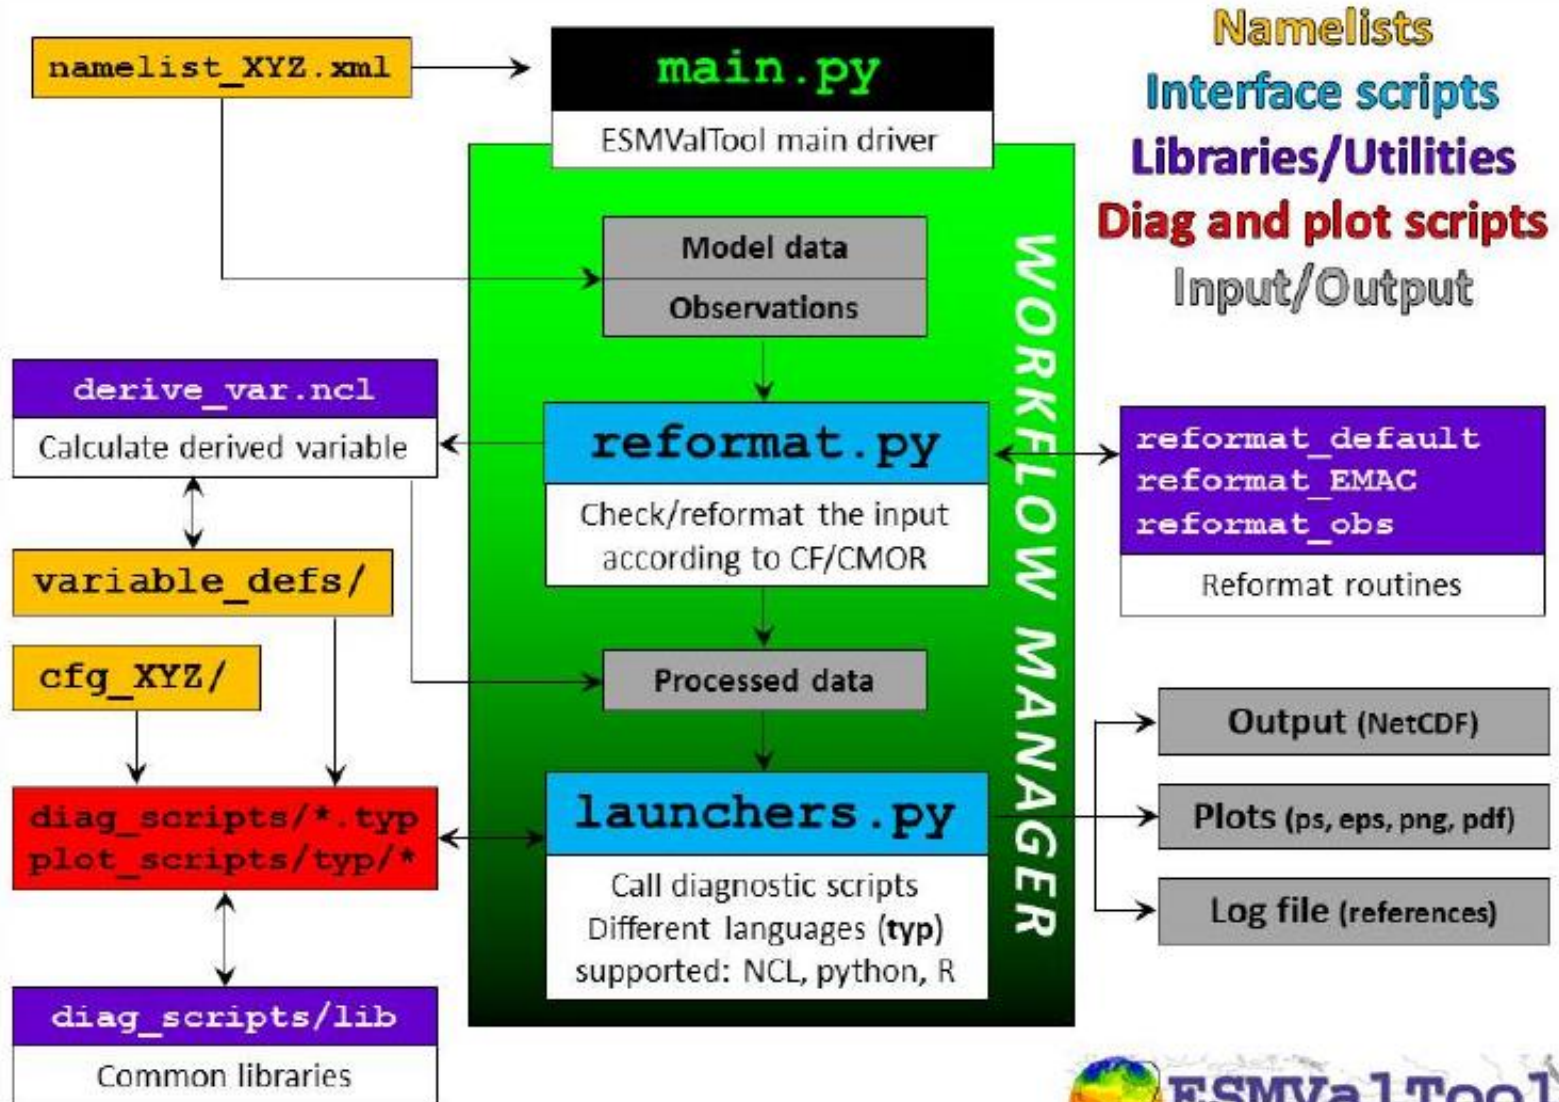 namelist_XYZ.xml
main.py
ESMValTool main driver
Namelists
Interface scripts
Libraries/Utilities
Diag and plot scripts
Input/Output
Model data
Observations
WORKFLOW MANAGER
derive_var.ncl
Calculate derived variable
reformat.py
Check/reformat the input
according to CF/CMOR
reformat_default
reformat_EMAC
reformat_obs
Reformat routines
variable_defs/
cfg_XYZ/
Processed data
Output (NetCDF)
Plots (ps, eps, png, pdf)
Log file (references)
diag_scripts/*.typ
plot_scripts/typ/*
launchers.py
Call diagnostic scripts
Different languages (typ)
supported: NCL, python, R
diag_scripts/lib
Common libraries
ESMValTool